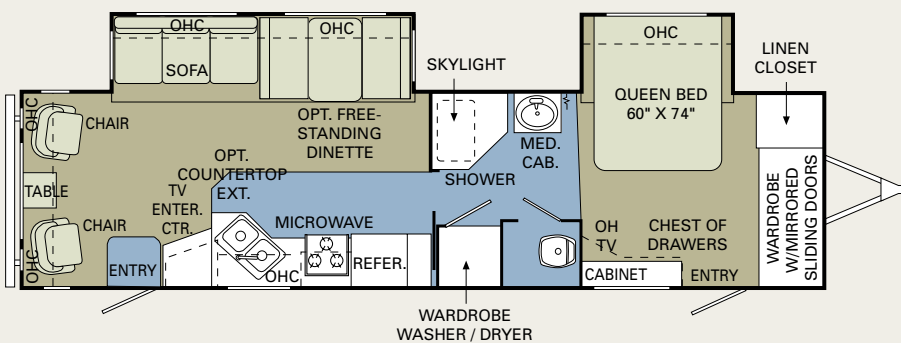 OHC
OHC
SOFA
OHC
CHAIR
TABLE
CHAIR
OHC
OPT. FREE-
STANDING
DINETTE
OPT.
COUNTERTOP
EXT.
TV
ENTER.
CTR.
MICROWAVE
ENTRY
OHC
REFER.
SKYLIGHT
SHOWER
MED.
CAB.
WARDROBE
WASHER / DRYER
OHC
QUEEN BED
60" X 74"
LINEN
CLOSET
OH
TV
CHEST OF
DRAWERS
CABINET
ENTRY
WARDROBE
W/MIRRORED
SLIDING DOORS